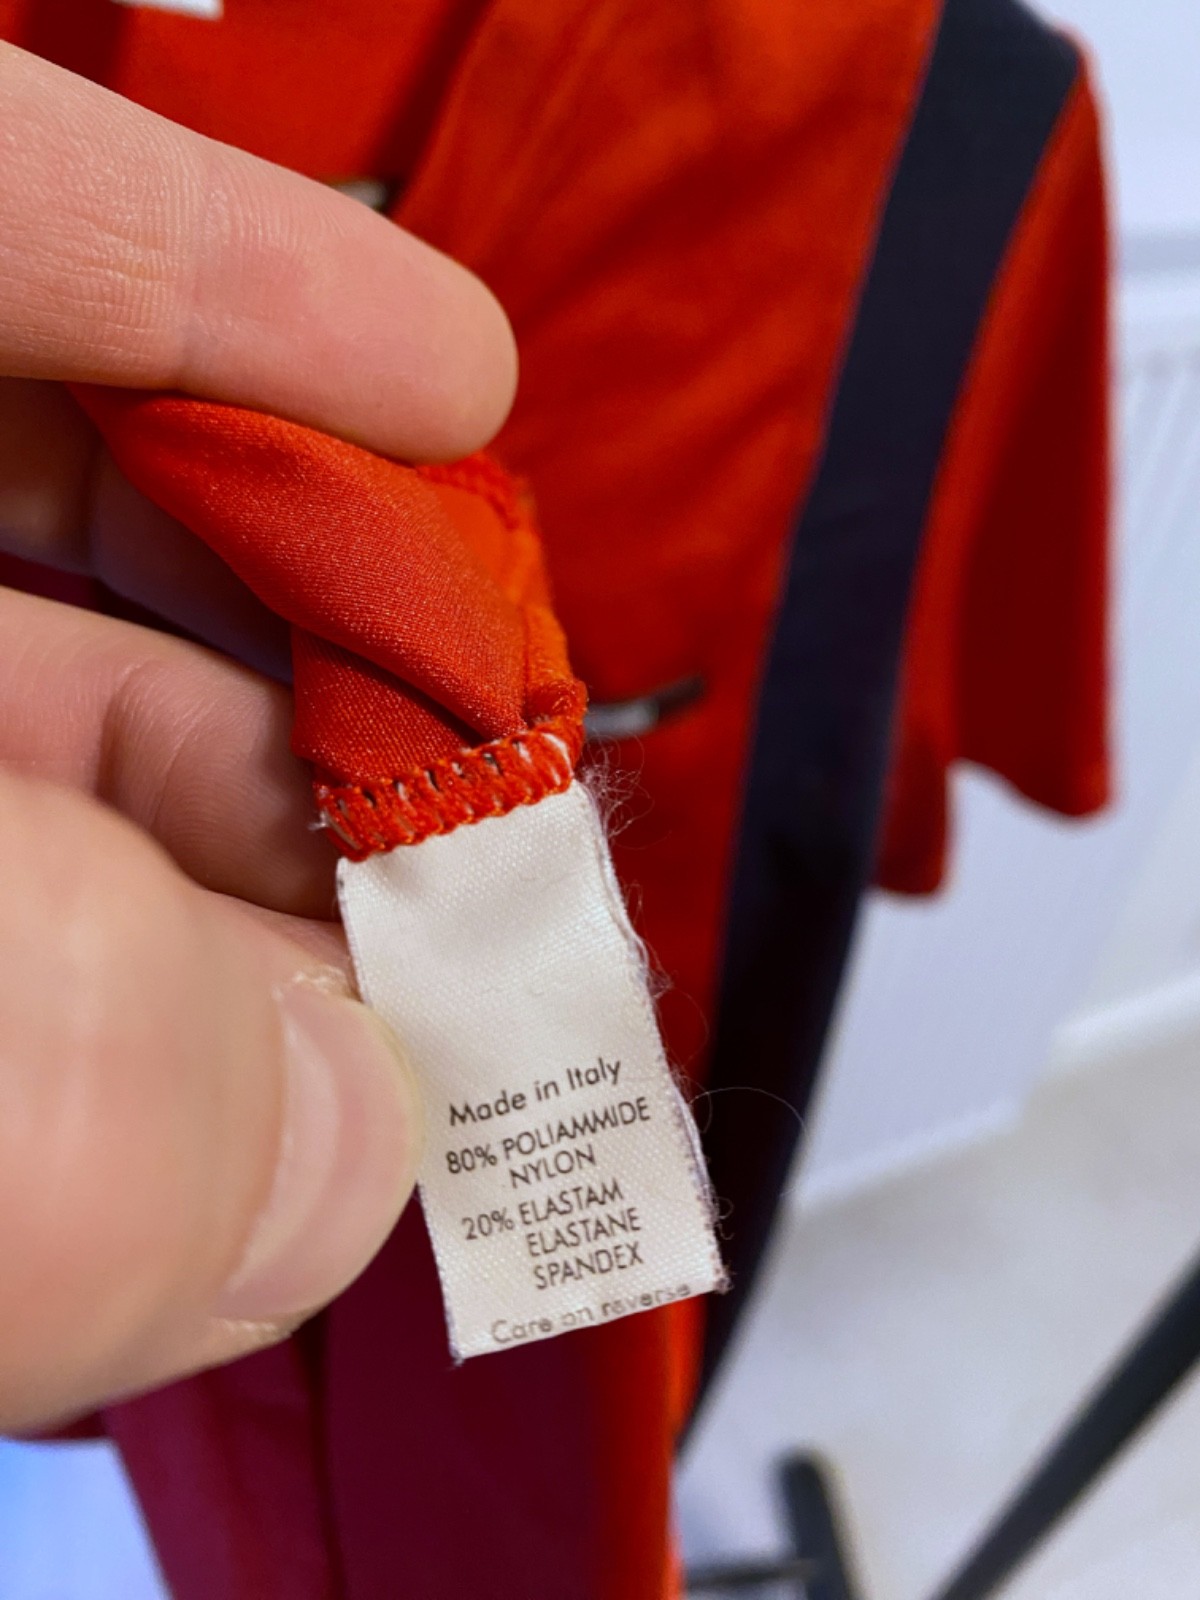 Made in Italy
80% POLIAMMIDE
NYLON
20% ELASTAM
ELASTANE
SPANDEX
Care on reverse